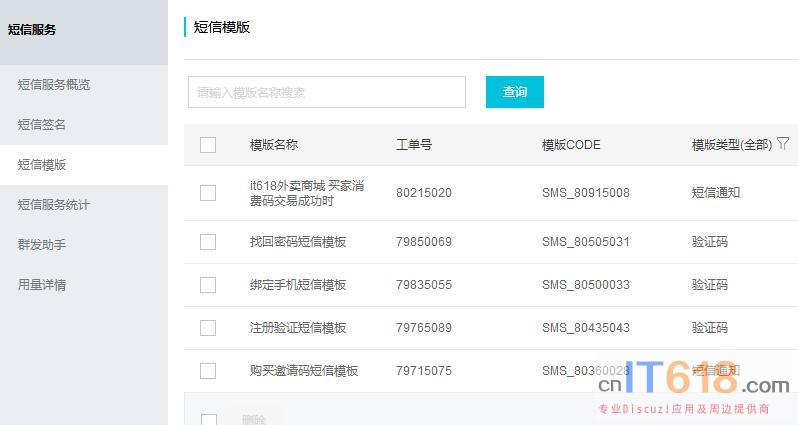 短信服务
短信服务概览
短信签名
短信模版
短信服务统计
群发助手
用量详情
短信模版
请输入模版名称搜索
查询
模版名称 工单号 模版CODE 模版类型(全部)
it618外卖商城 买家消
费码交易成功时 80215020 SMS_80915008 短信通知
找回密码短信模板 79850069 SMS_80505031 验证码
绑定手机短信模板 79835055 SMS_80500033 验证码
注册验证短信模板 79765089 SMS_80435043 验证码
购买邀请码短信模板 79715075 SMS_80360028 短信通知
删除
cnIT618.com
专业Discuz!应用及周边提供商